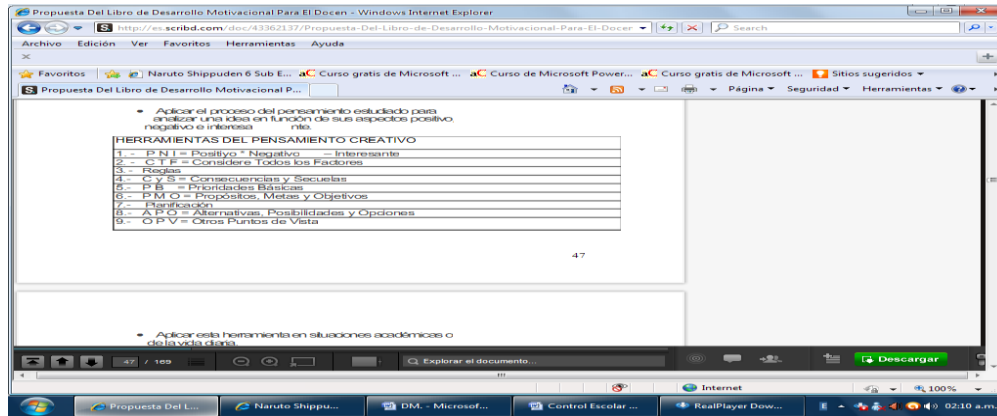 Propuesta Del Libro de Desarrollo Motivacional Para El Docen - Windows Internet Explorer
http://es.scribd.com/doc/43362137/Propuesta-Del-Libro-de-Desarrollo-Motivacional-Para-El-Docer
Search
Archivo Edición Ver Favoritos Herramientas Ayuda
Favoritos Naruto Shippuden 6 Sub E... aC Curso gratis de Microsoft ... aC Curso de Microsoft Power... aC Curso gratis de Microsoft ... Sitios sugeridos
S Propuesta Del Libro de Desarrollo Motivacional P... Página Seguridad Herramientas
• Aplicar el proceso del pensamiento estudiado para
analizar una idea en función de sus aspectos positivo,
negativo e interesa nte.
HERRAMIENTAS DEL PENSAMIENTO CREATIVO
1.- P N I = Positiyo * Negativo – Interesante
2.- C T F = Considere Todos los Factores
3.- Reglas
4.- C y S = Consecuencias y Secuelas
5.- P B = Prioridades Básicas
6.- P M O = Propósitos, Metas y Objetivos
7.- Planificación
8.- A P O = Alternativas, Posibilidades y Opciones
9.- O P V = Otros Puntos de Vista
47
• Aplicar esta herramienta en situaciones académicas o
de la vida diaria.
47 / 169 Explorar el documento... Descargar
Internet 100%
Propuesta Del L... Naruto Shippu... DM. - Microsof... Control Escolar ... RealPlayer Dow... 02:10 a.m.